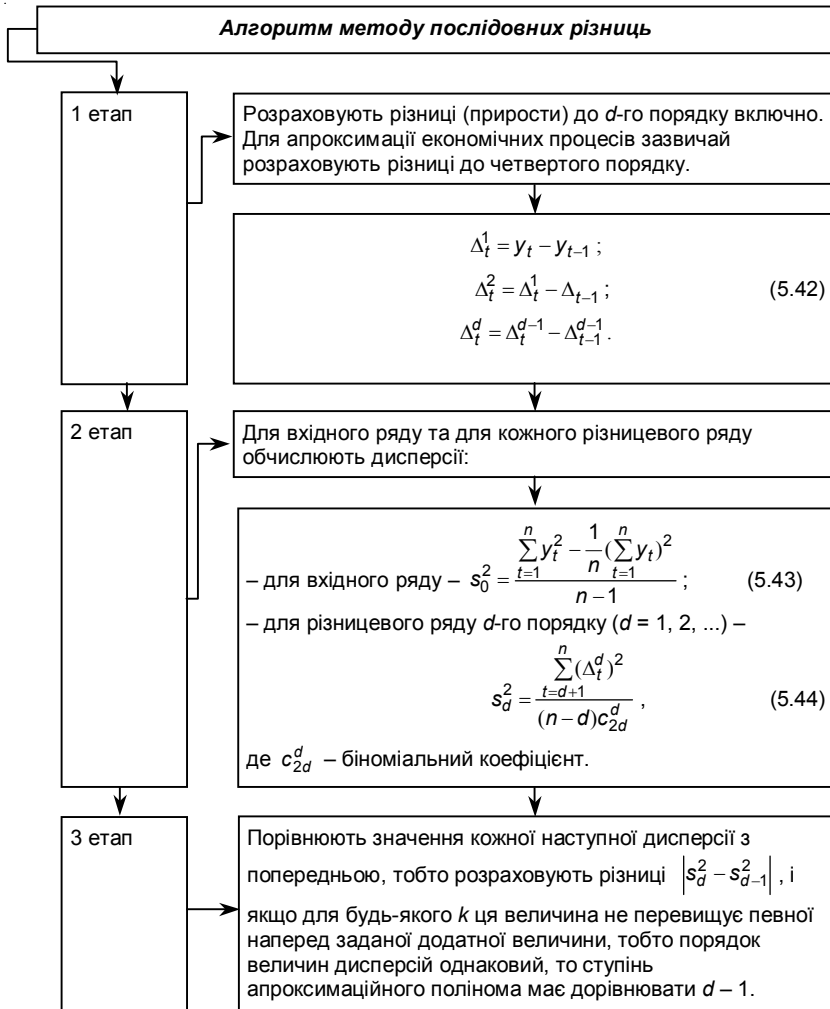 Алгоритм методу послідовних різниць
1 етап
Розраховують різниці (прирости) до d-го порядку включно.
Для апроксимації економічних процесів зазвичай
розраховують різниці до четвертого порядку.
Δ_t^1 = y_t − y_{t−1} ;
Δ_t^2 = Δ_t^1 − Δ_{t−1} ; (5.42)
Δ_t^d = Δ_t^{d−1} − Δ_{t−1}^{d−1} .
2 етап
Для вхідного ряду та для кожного різницевого ряду
обчислюють дисперсії:
– для вхідного ряду – s_0^2 = \frac{\sum_{t=1}^{n} y_t^2 − \frac{1}{n} (\sum_{t=1}^{n} y_t)^2}{n − 1} ; (5.43)
– для різницевого ряду d-го порядку (d = 1, 2, ...) –
s_d^2 = \frac{\sum_{t=d+1}^{n} (Δ_t^d)^2}{(n − d) c_{2d}^d} , (5.44)
де c_{2d}^d – біноміальний коефіцієнт.
3 етап
Порівнюють значення кожної наступної дисперсії з
попередньою, тобто розраховують різниці |s_d^2 − s_{d−1}^2| , і
якщо для будь-якого k ця величина не перевищує певної
наперед заданої додатної величини, тобто порядок
величин дисперсій однаковий, то ступінь
апроксимаційного полінома має дорівнювати d – 1.